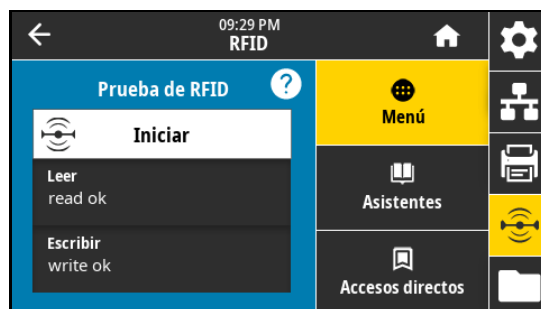 09:29 PM
RFID
Prueba de RFID
?
Iniciar
Leer
read ok
Escribir
write ok
Menú
Asistentes
Accesos directos